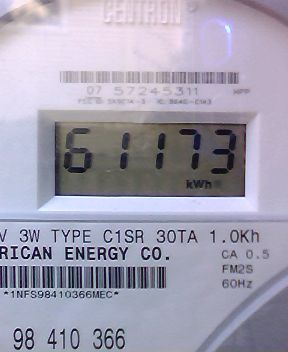 CENTRON
07 57245311
61173
kWh
V 3W TYPE C1SR 30TA 1.0Kh
RICAN ENERGY CO.
CA 0.5
FM2S
60Hz
*1NFS98410366MEC*
98 410 366